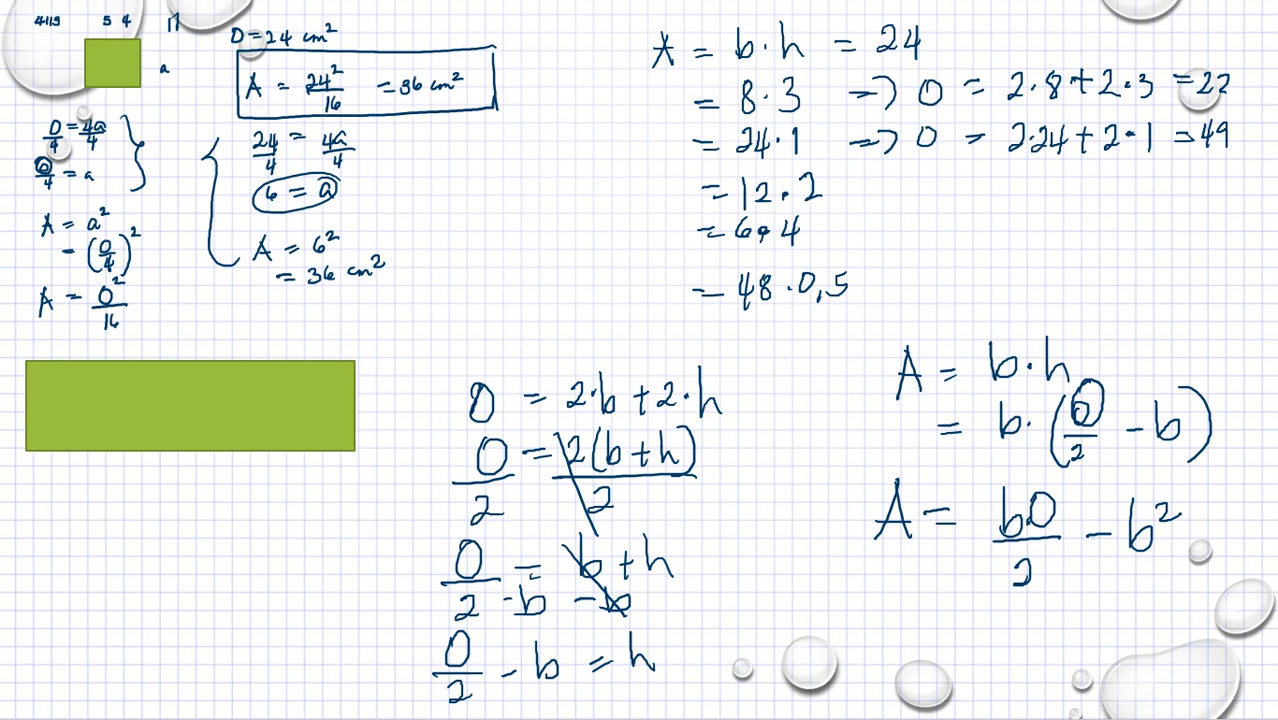 5 4
a
O = 24 cm²
A = 24²/16 = 36 cm²
O/4 = 4a/4
O/4 = a
A = a²
= (O/4)²
A = O²/16
24/4 = 4a/4
6 = a
A = 6²
= 36 cm²
A = b·h = 24
= 8·3 => O = 2·8+2·3 = 22
= 24·1 => O = 2·24+2·1 = 49
= 12·2
= 6·4
= 48·0,5
O = 2·b+2·h
O/2 = 2(b+h)/2
O/2 -b = b+h -b
O/2 - b = h
A = b·h
= b·(O/2 - b)
A = bO/2 - b²